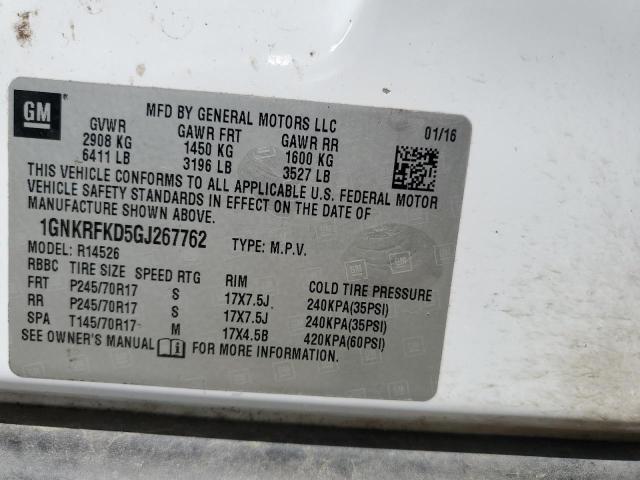 GM
MFD BY GENERAL MOTORS LLC
GVWR GAWR FRT GAWR RR 01/16
2908 KG 1450 KG 1600 KG
6411 LB 3196 LB 3527 LB
THIS VEHICLE CONFORMS TO ALL APPLICABLE U.S. FEDERAL MOTOR
VEHICLE SAFETY STANDARDS IN EFFECT ON THE DATE OF
MANUFACTURE SHOWN ABOVE.
1GNKRFKD5GJ267762 TYPE: M.P.V.
MODEL: R14526
RBBC TIRE SIZE SPEED RTG RIM COLD TIRE PRESSURE
FRT P245/70R17 S 17X7.5J 240KPA(35PSI)
RR P245/70R17 S 17X7.5J 240KPA(35PSI)
SPA T145/70R17 M 17X4.5B 420KPA(60PSI)
SEE OWNER'S MANUAL FOR MORE INFORMATION.